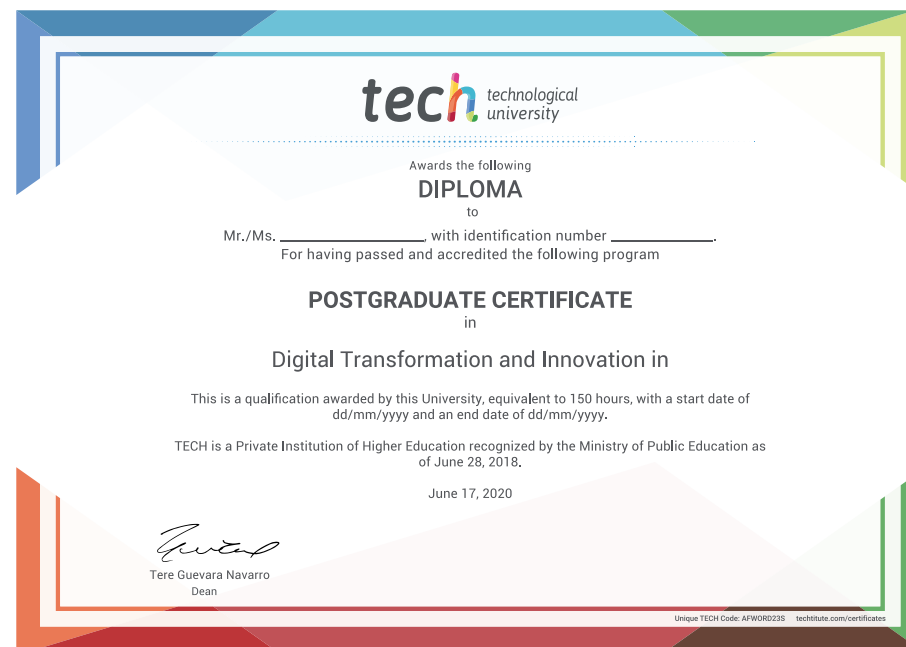 tech technological
university
Awards the following
DIPLOMA
to
Mr./Ms. ________________, with identification number ____________.
For having passed and accredited the following program
POSTGRADUATE CERTIFICATE
in
Digital Transformation and Innovation in
This is a qualification awarded by this University, equivalent to 150 hours, with a start date of
dd/mm/yyyy and an end date of dd/mm/yyyy.
TECH is a Private Institution of Higher Education recognized by the Ministry of Public Education as
of June 28, 2018.
June 17, 2020
Tere Guevara Navarro
Dean
Unique TECH Code: AFWORD23S techtitute.com/certificates